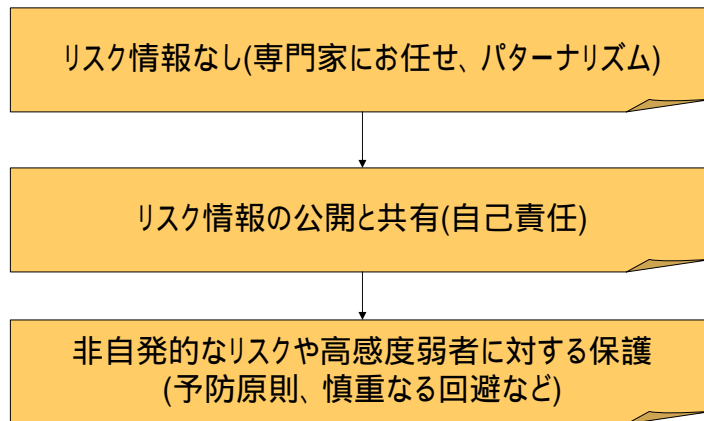 リスク情報なし(専門家にお任せ、パターナリズム)
リスク情報の公開と共有(自己責任)
非自発的なリスクや高感度弱者に対する保護
(予防原則、慎重なる回避など)